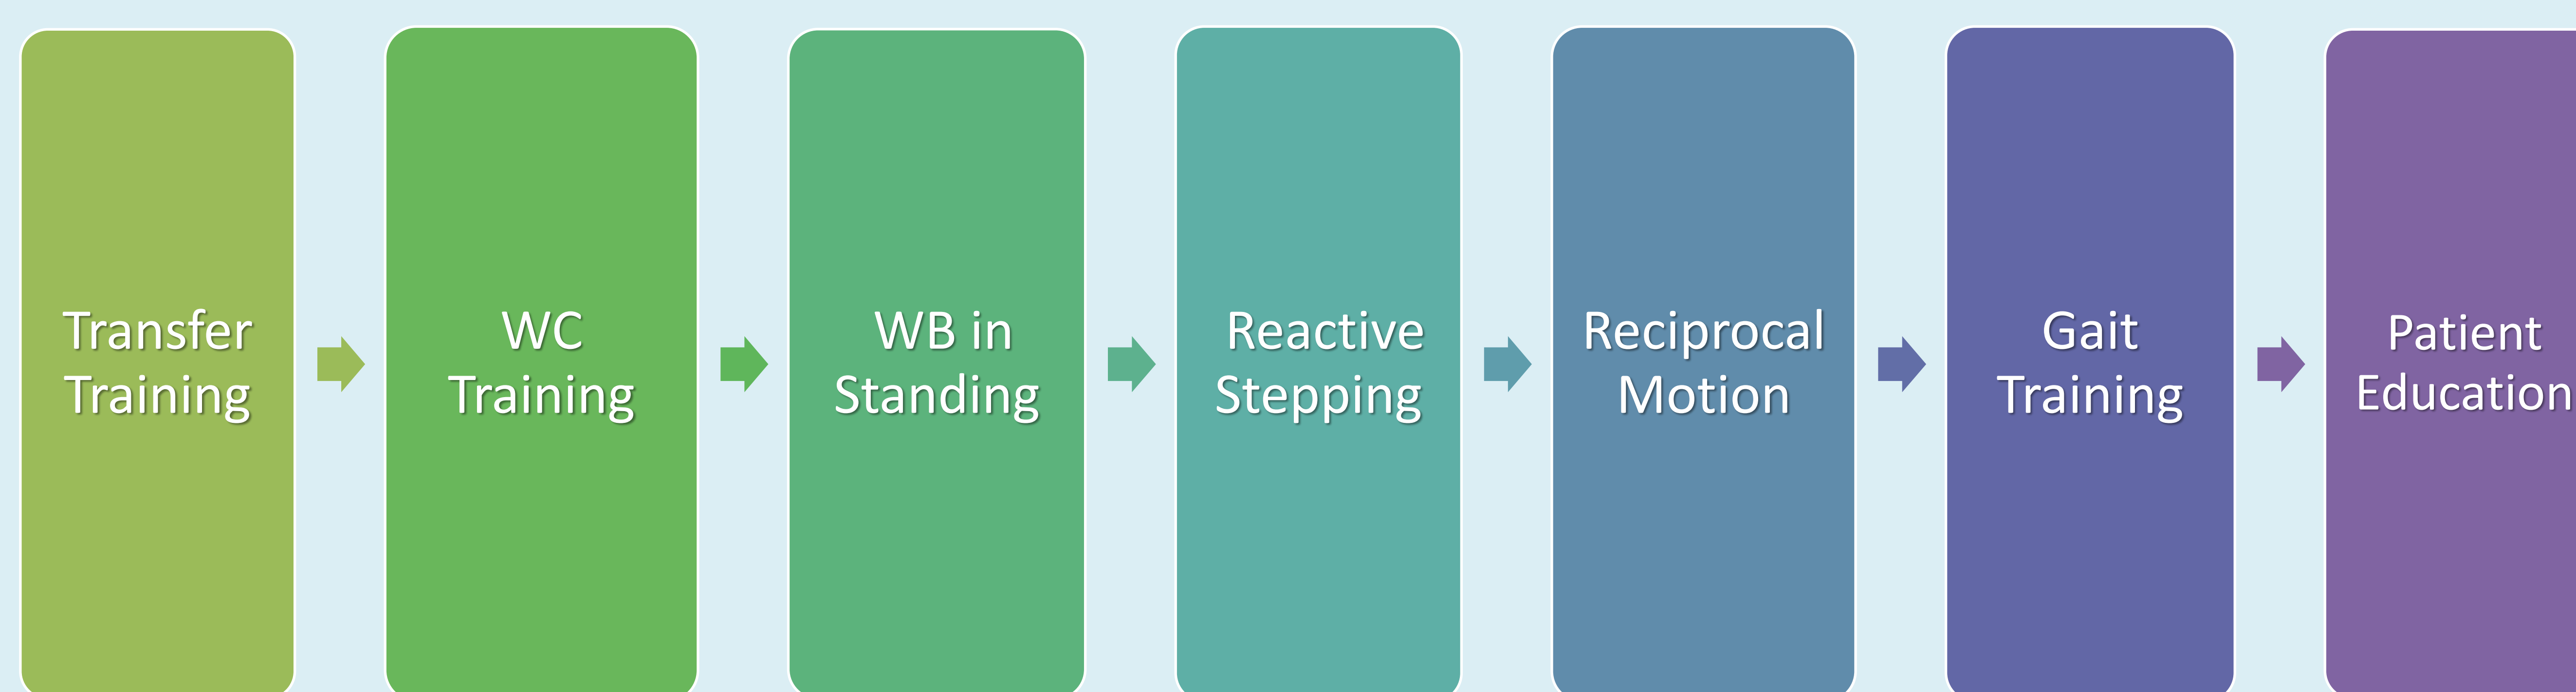 Transfer
Training
WC
Training
WB in
Standing
Reactive
Stepping
Reciprocal
Motion
Gait
Training
Patient
Education